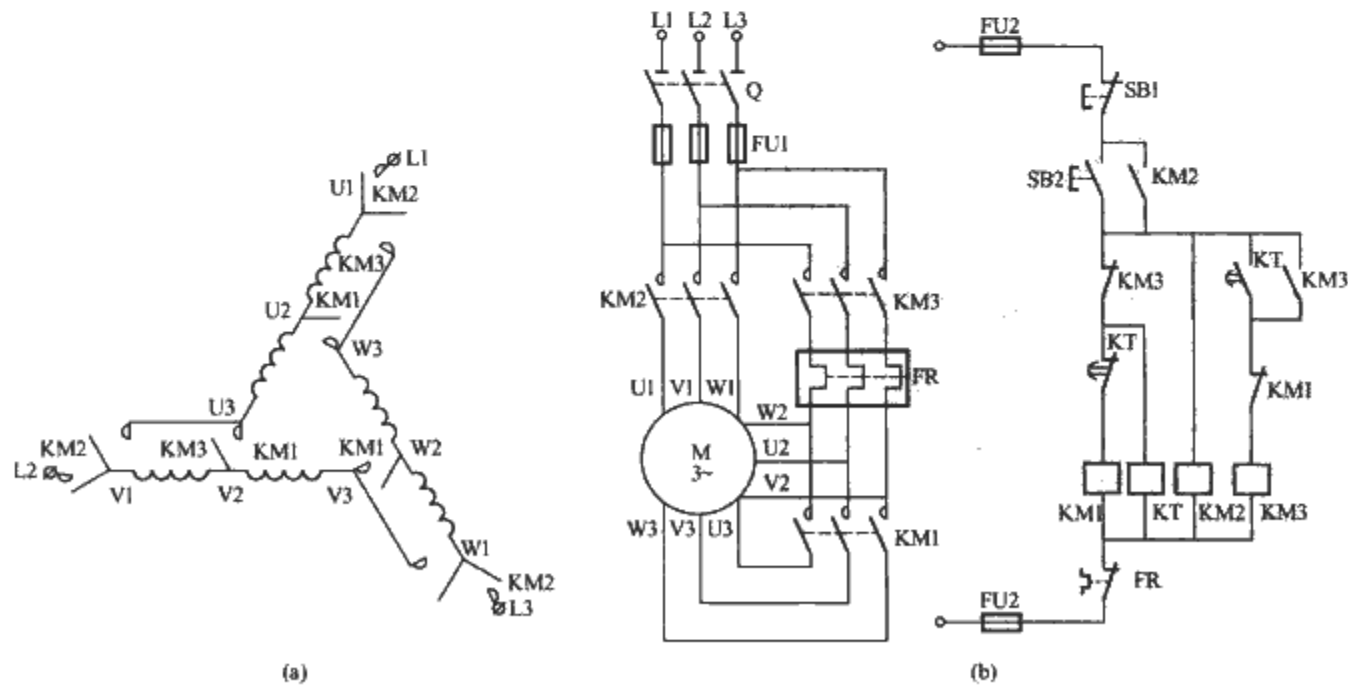 L1
U1
KM2
KM3
KM1
U2
W3
U3
KM2
KM3
KM1
KM1
W2
L2
V1
V2
V3
W1
KM2
L3
(a)
L1 L2 L3
Q
FU1
KM2
KM3
FR
U1 V1 W1
W2
M
3~
U2
V2
W3 V3 U3
KM1
FU2
SB1
SB2
KM2
KM3
KT
KM3
KT
KM1
KM1
KT
KM2
KM3
FR
FU2
(b)